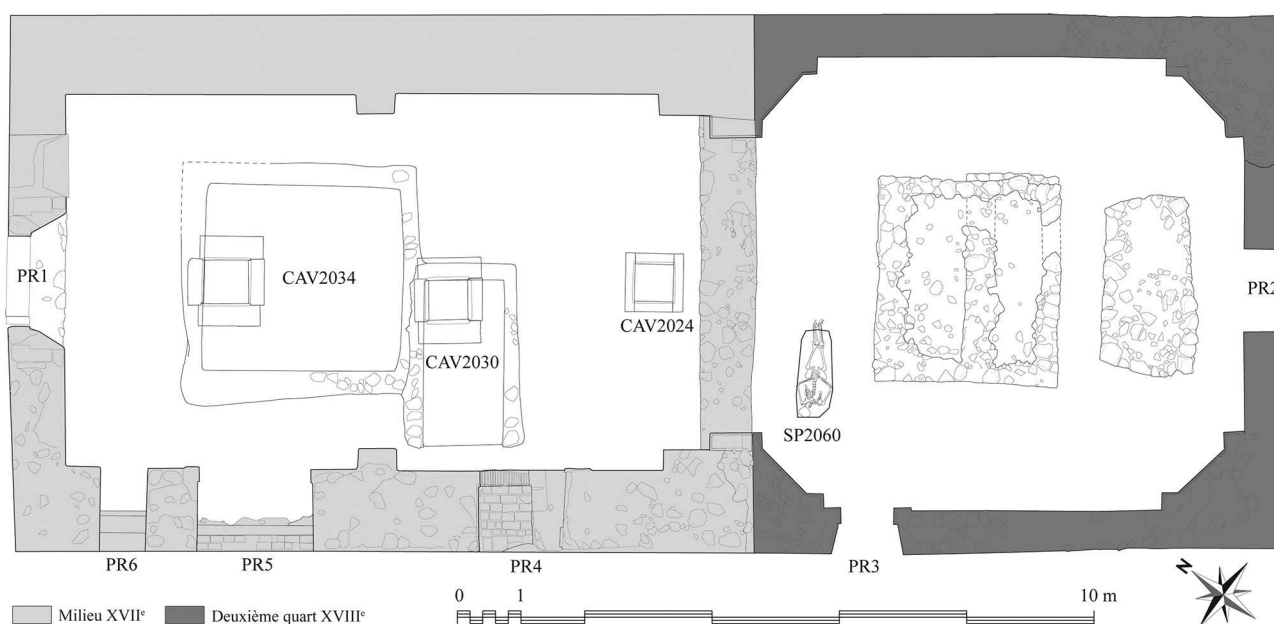 PR1
CAV2034
CAV2030
CAV2024
SP2060
PR2
PR6
PR5
PR4
PR3
N
0 1 10 m
Milieu XVIIᵉ
Deuxième quart XVIIIᵉ